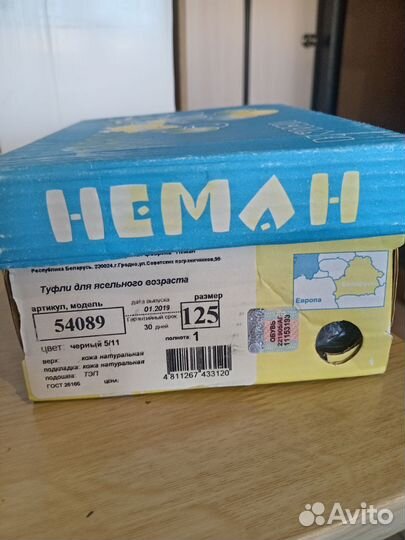 НЕМАН
Республика Беларусь, г.Гродно,ул.Советских пограничников,
Туфли для ясельного возраста
артикул, модель
дата выпуска
размер
54089
01.2019
Гарантийный срок
30 дней
125
цвет: черный 5/11
полнота: 1
верх: кожа натуральная
подкладка: кожа натуральная
подошва: ТЭП
ГОСТ 26165
ЦЕНА:
4 811267 433120
ОБУВЬ
11153193
Европа
Avito